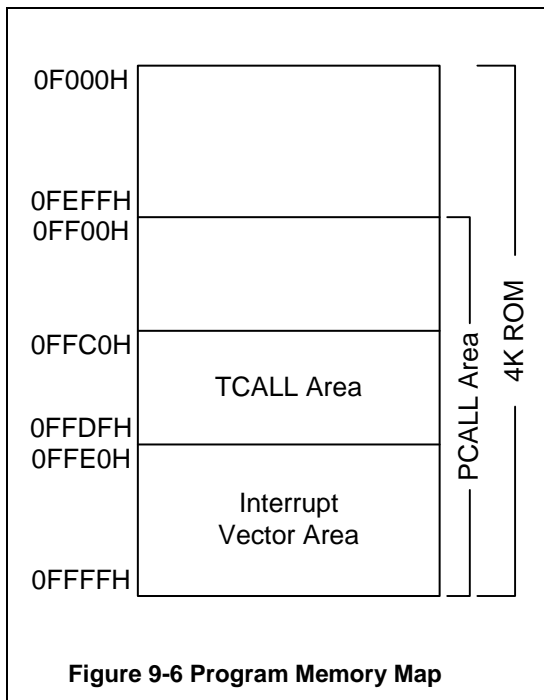 0F000H
0FEFFH
0FF00H
0FFC0H
TCALL Area
0FFDFH
0FFE0H
Interrupt
Vector Area
0FFFFH
PCALL Area
4K ROM
Figure 9-6 Program Memory Map